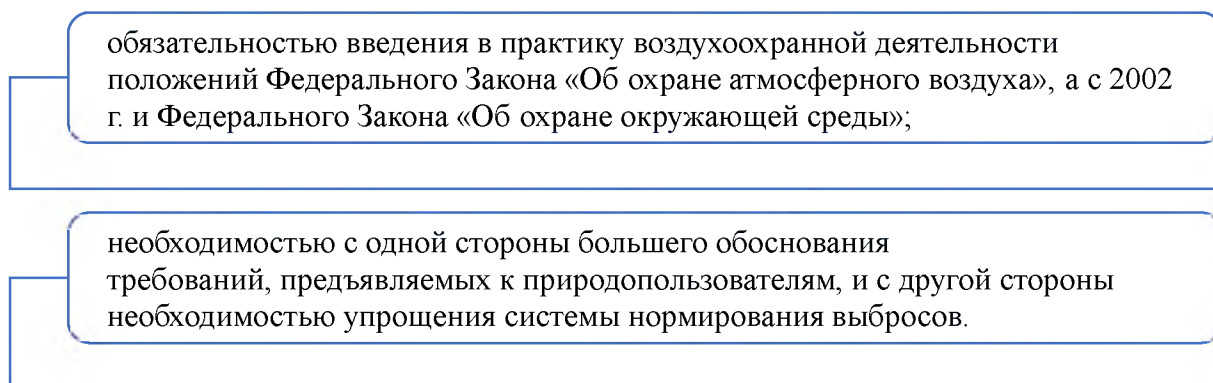 обязательностью введения в практику воздухоохранной деятельности
положений Федерального Закона «Об охране атмосферного воздуха», а с 2002
г. и Федерального Закона «Об охране окружающей среды»;
необходимостью с одной стороны большего обоснования
требований, предъявляемых к природопользователям, и с другой стороны
необходимостью упрощения системы нормирования выбросов.